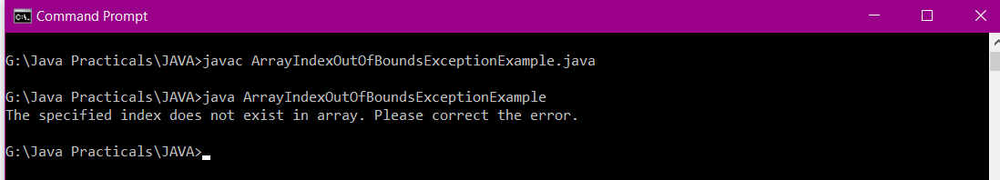 Command Prompt
G:\Java Practicals\JAVA>javac ArrayIndexOutOfBoundsExceptionExample.java
G:\Java Practicals\JAVA>java ArrayIndexOutOfBoundsExceptionExample
The specified index does not exist in array. Please correct the error.
G:\Java Practicals\JAVA>